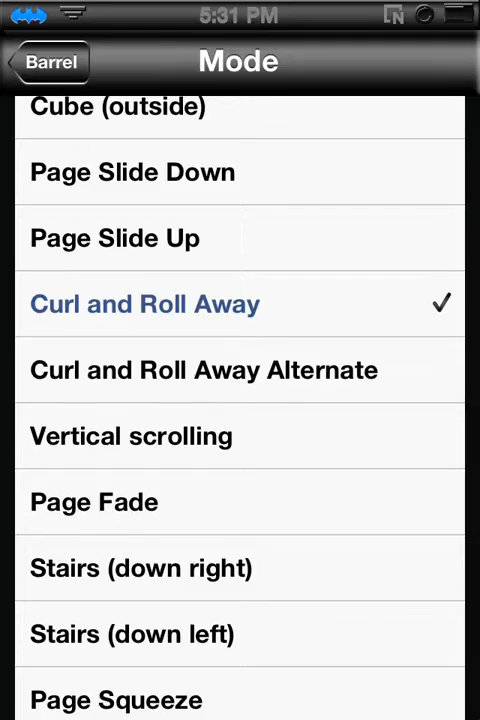 5:31 PM
Barrel
Mode
Cube (outside)
Page Slide Down
Page Slide Up
Curl and Roll Away
Curl and Roll Away Alternate
Vertical scrolling
Page Fade
Stairs (down right)
Stairs (down left)
Page Squeeze